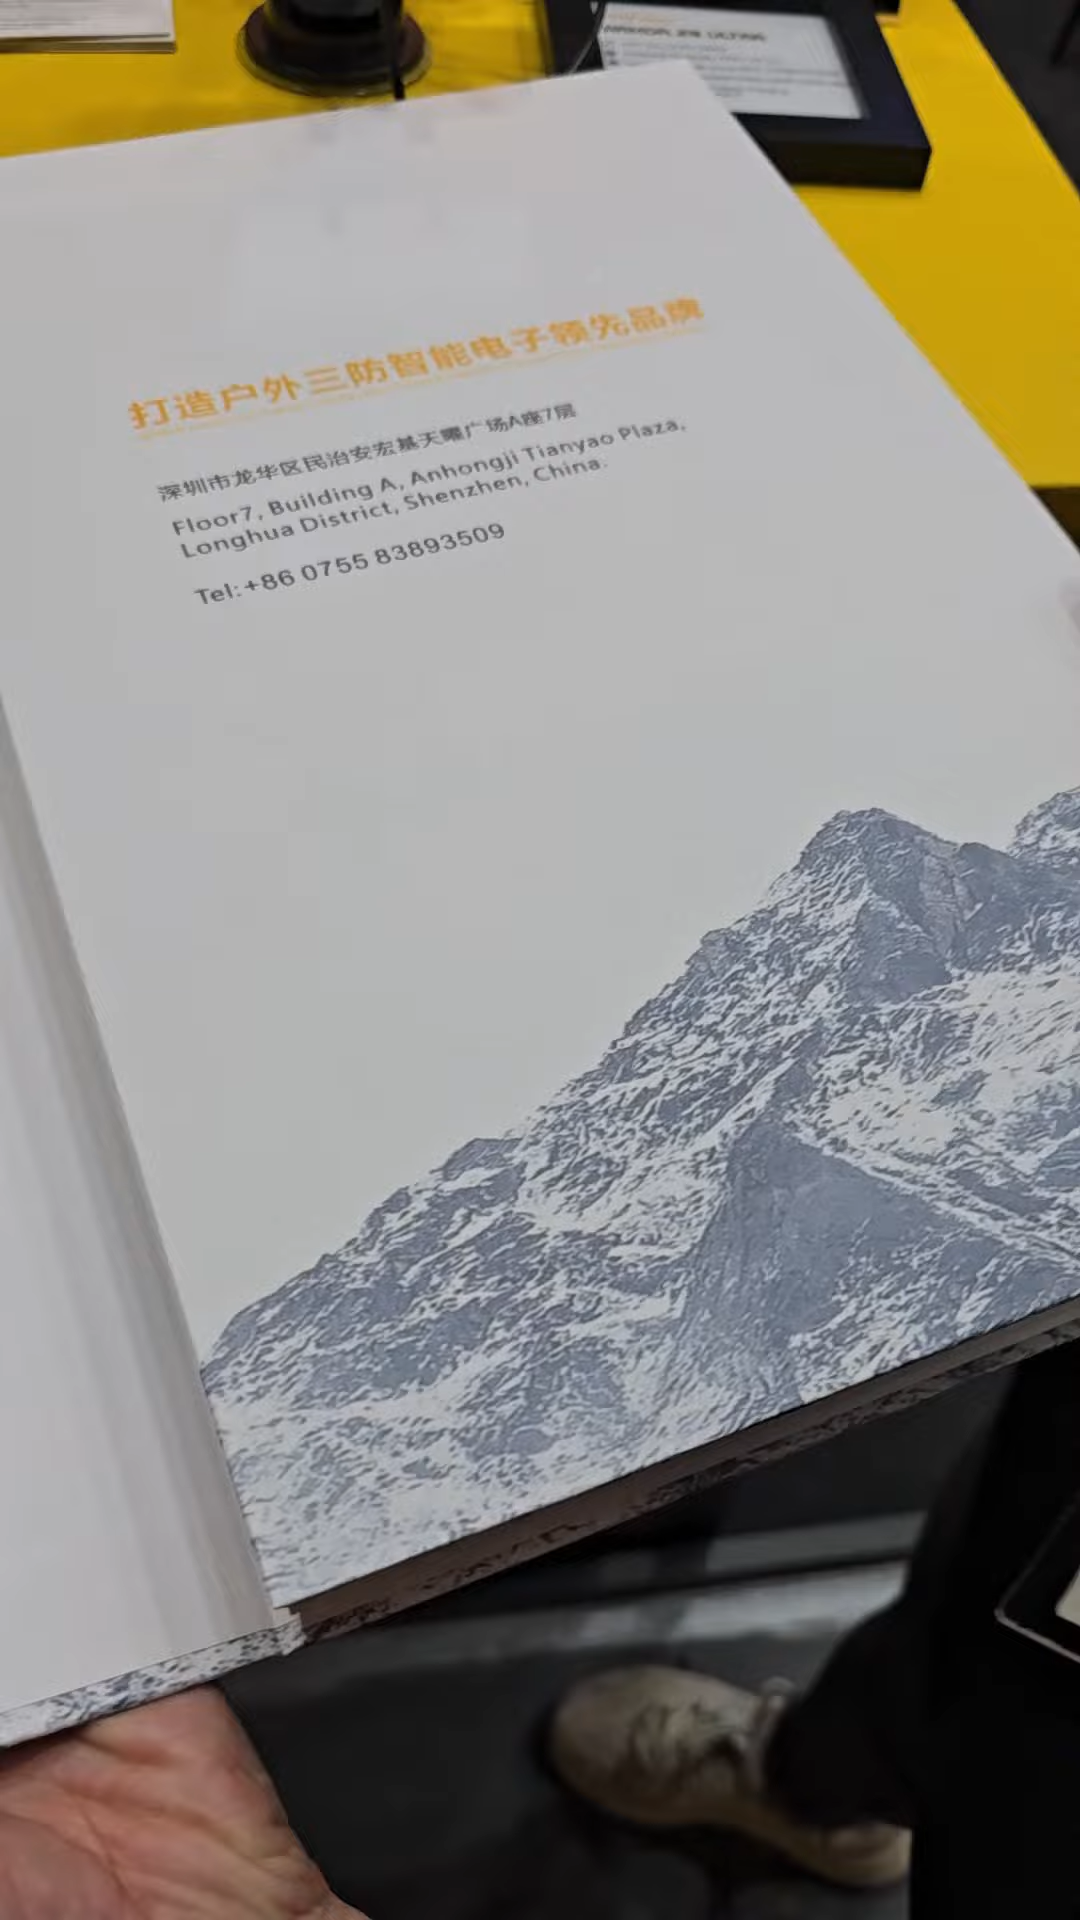 打造户外三防智能电子领先品牌
深圳市龙华区民治安宏基天曜广场A座7层
Floor7, Building A, Anhongji Tianyao Plaza,
Longhua District, Shenzhen, China.
Tel:+86 0755 83893509